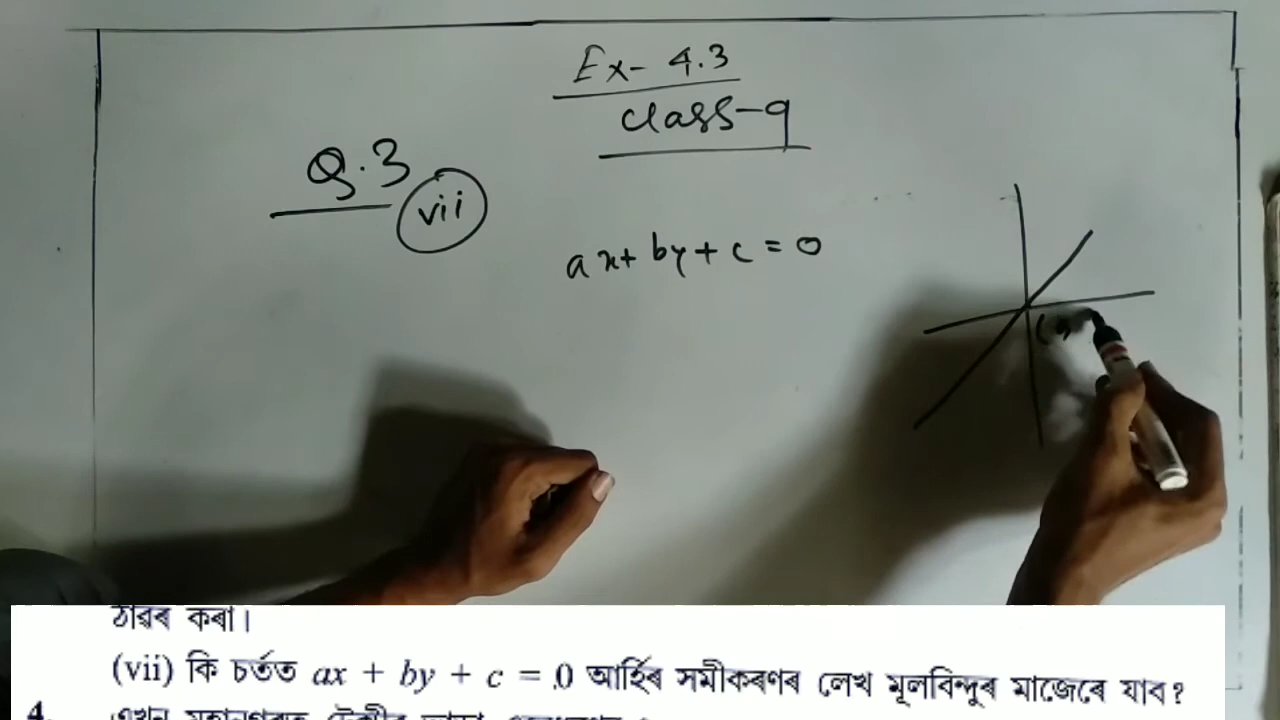 Ex- 4.3
class-9
Q.3
vii
ax + by + c = 0
ঠাৱৰ কৰা।
(vii) কি চৰ্তত ax + by + c = 0 আৰ্হিৰ সমীকৰণৰ লেখ মূলবিন্দুৰ মাজেৰে যাব?
4.